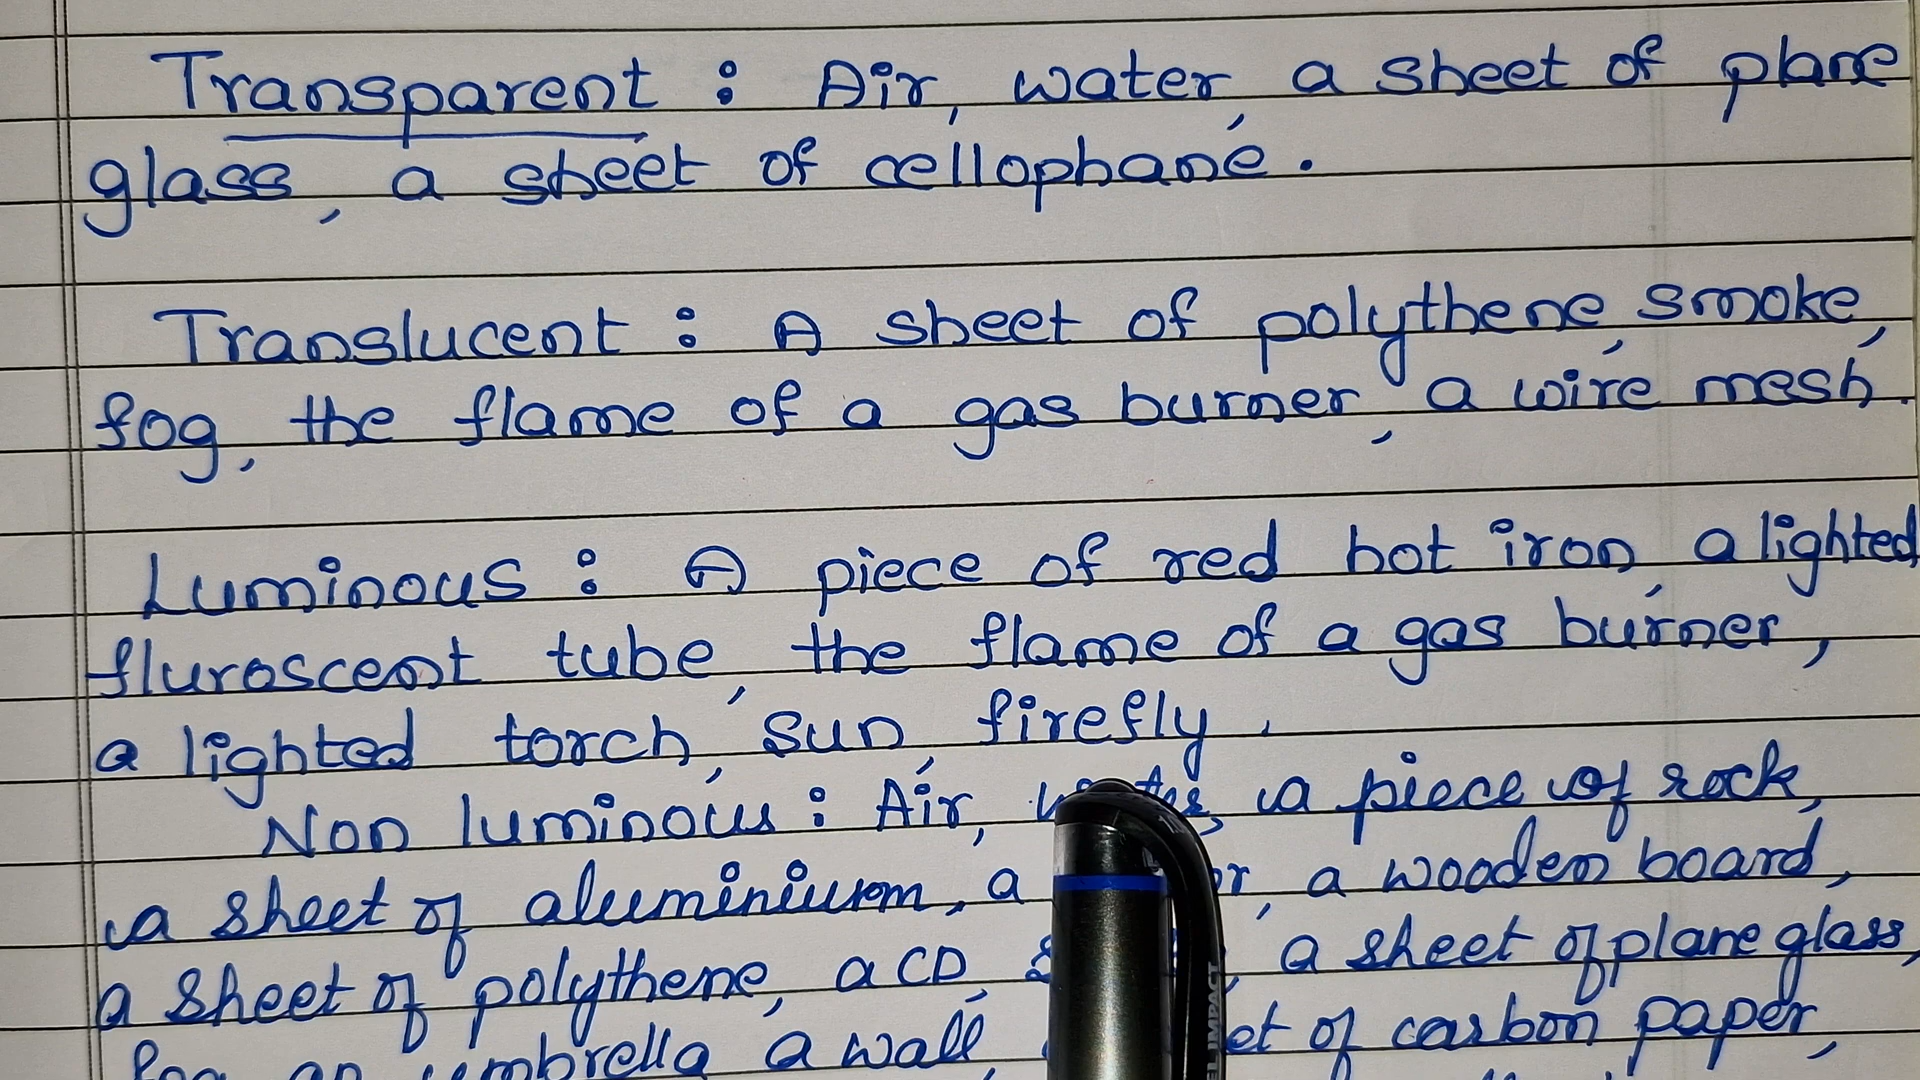 Transparent : Air, water, a sheet of plane
glass, a sheet of cellophane.
Translucent : A sheet of polythene, smoke,
fog, the flame of a gas burner, a wire mesh.
Luminous : A piece of red hot iron, a lighted
fluroscent tube, the flame of a gas burner,
a lighted torch, sun, firefly.
Non luminous : Air, a piece of rock,
a sheet of aluminium, a , a wooden board,
a sheet of polythene, a CD, , a sheet of plane glass,
an umbrella a wall, of carbon paper,